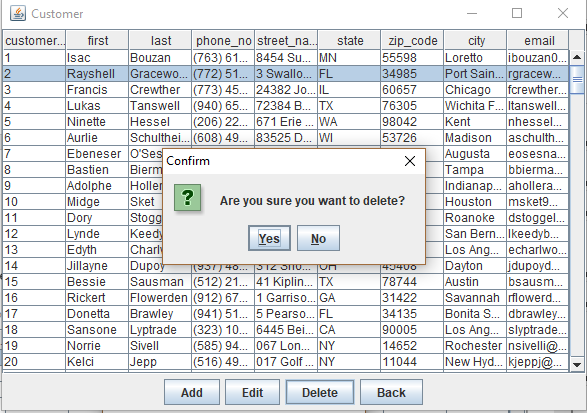 Customer
customer... first last phone_no street_na... state zip_code city email
1 Isac Bouzan (763) 61... 8454 Su... MN 55598 Loretto ibouzan0...
2 Rayshell Gracewo... (772) 51... 3 Swallo... FL 34985 Port Sain... rgracew...
3 Francis Crewther (773) 45... 24382 Jo... IL 60657 Chicago fcrewther...
4 Lukas Tanswell (940) 65... 72384 B... TX 76305 Wichita F... ltanswell...
5 Ninette Hessel (206) 22... 671 Erie ... WA 98042 Kent nhessel...
6 Aurlie Schulthei... (608) 49... 83525 D... WI 53726 Madison aschulth...
7 Ebeneser O'Ses Augusta eosesna...
8 Bastien Bierm Tampa bbierma...
9 Adolphe Holler Indianap... ahollera...
10 Midge Sket Houston msket9...
11 Dory Stogg Roanoke dstoggel...
12 Lynde Keedy San Bern... lkeedyb...
13 Edyth Charly Los Ang... echarlwo...
14 Jillayne Dupoy (937) 48... 312 Sho... OH 45408 Dayton jdupoyd...
15 Bessie Sausman (512) 21... 41 Kiplin... TX 78744 Austin bsausm...
16 Rickert Flowerden (912) 67... 1 Garriso... GA 31422 Savannah rflowerd...
17 Donetta Brawley (941) 51... 5 Pearso... FL 34135 Bonita S... dbrawley...
18 Sansone Lyptrade (323) 10... 6445 Bei... CA 90005 Los Ang... slyptrade...
19 Norrie Sivell (585) 94... 067 Lon... NY 14652 Rochester nsivelli@...
20 Kelci Jepp (516) 49... 017 Golf ... NY 11044 New Hyd... kjeppj@...
Confirm
Are you sure you want to delete?
Yes No
Add Edit Delete Back